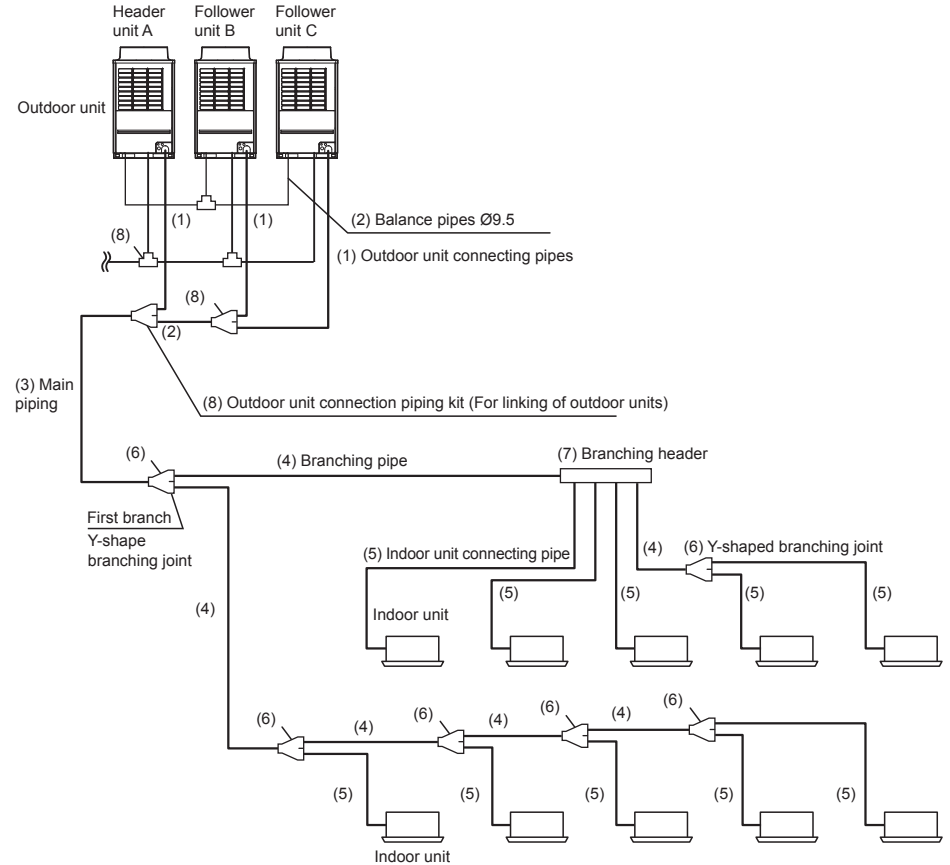 Header
unit A
Follower
unit B
Follower
unit C
Outdoor unit
(1)
(1)
(2) Balance pipes Ø9.5
(8)
(1) Outdoor unit connecting pipes
(8)
(2)
(3) Main
piping
(8) Outdoor unit connection piping kit (For linking of outdoor units)
(6)
(4) Branching pipe
(7) Branching header
First branch
Y-shape
branching joint
(5) Indoor unit connecting pipe
(4)
(6) Y-shaped branching joint
(4)
(5)
(5)
(5)
(5)
Indoor unit
(6)
(4)
(6)
(4)
(6)
(4)
(6)
(5)
(5)
(5)
(5)
(5)
Indoor unit